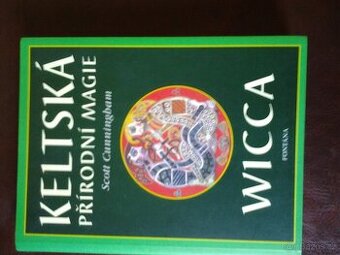 KELTSKÁ
PŘÍRODNÍ MAGIE
Scott Cunningham
WICCA
FONTANA